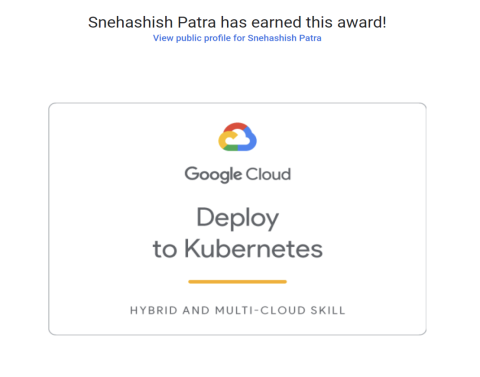 Snehashish Patra has earned this award!
View public profile for Snehashish Patra
Google Cloud
Deploy
to Kubernetes
HYBRID AND MULTI-CLOUD SKILL